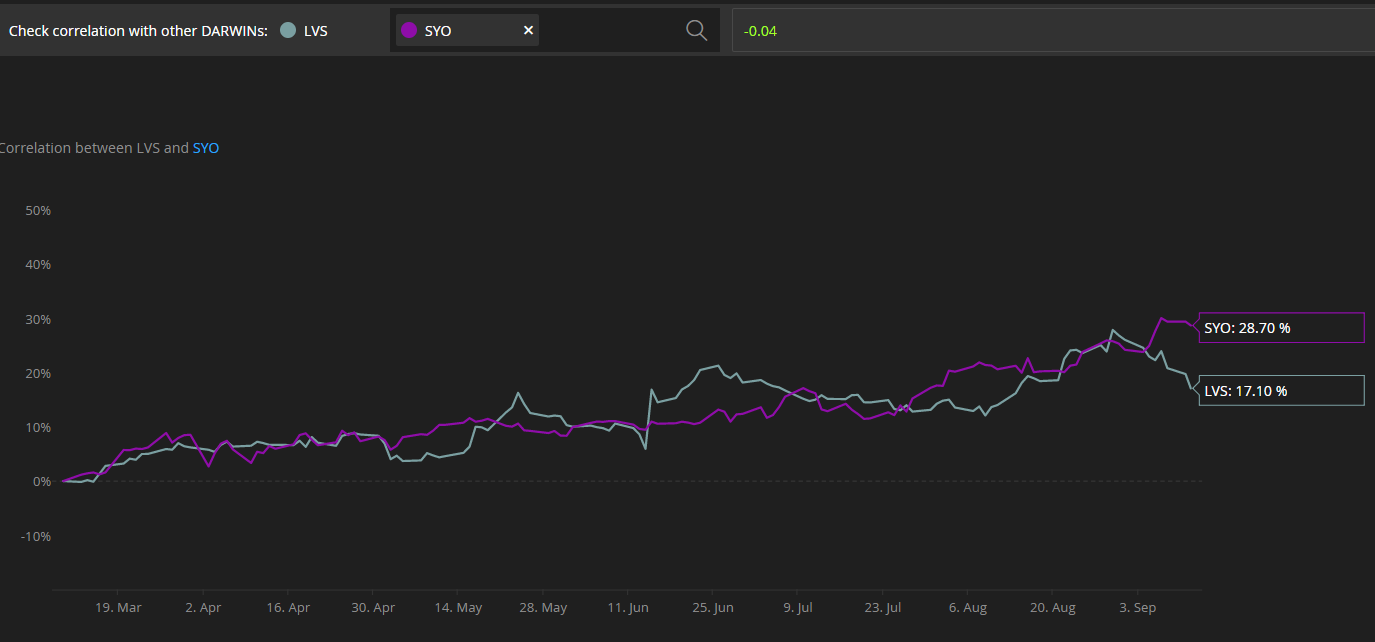 Check correlation with other DARWINs: LVS SYO × -0.04
Correlation between LVS and SYO
50%
40%
30%
20%
10%
0%
-10%
SYO: 28.70 %
LVS: 17.10 %
19. Mar 2. Apr 16. Apr 30. Apr 14. May 28. May 11. Jun 25. Jun 9. Jul 23. Jul 6. Aug 20. Aug 3. Sep